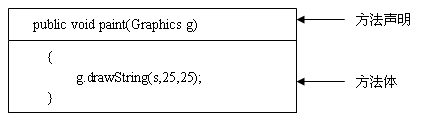 public void paint(Graphics g)
方法声明
{
g.drawString(s,25,25);
方法体
}